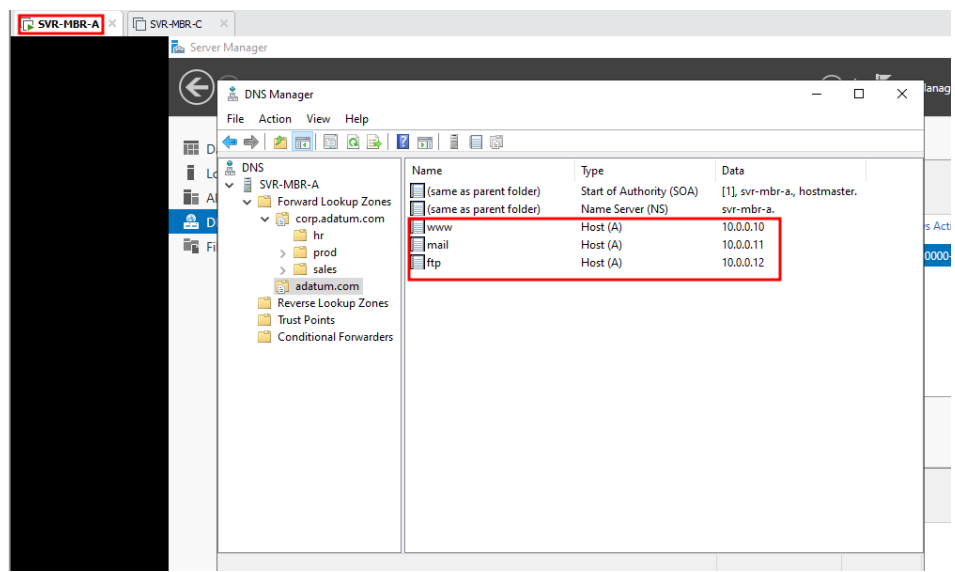 SVR-MBR-A SVR-MBR-C
Server Manager
DNS Manager
File Action View Help
DNS
SVR-MBR-A
Forward Lookup Zones
corp.adatum.com
hr
prod
sales
adatum.com
Reverse Lookup Zones
Trust Points
Conditional Forwarders
Name Type Data
(same as parent folder) Start of Authority (SOA) [1], svr-mbr-a., hostmaster.
(same as parent folder) Name Server (NS) svr-mbr-a.
www Host (A) 10.0.0.10
mail Host (A) 10.0.0.11
ftp Host (A) 10.0.0.12